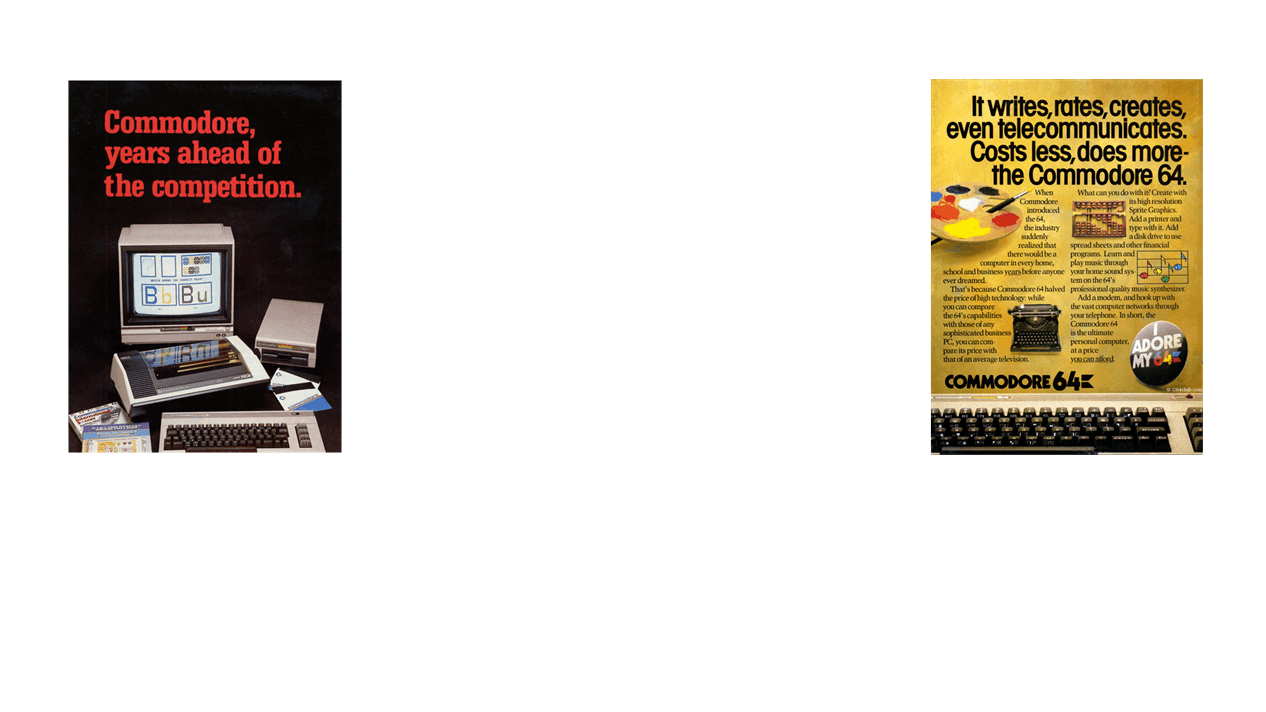 Commodore,
years ahead of
the competition.
Bb
Bu
It writes, rates, creates,
even telecommunicates.
Costs less, does more-
the Commodore 64.
When
Commodore
introduced
the 64,
the industry
suddenly
realized that
there would be a
computer in every home,
school and business years before anyone
ever dreamed.
That's because Commodore 64 halved
the price of high technology: while
you can compare
the 64's capabilities
with those of any
sophisticated business
PC, you can com-
pare its price with
that of an average television.
What can you do with it? Create with
its high resolution
Sprite Graphics.
Add a printer and
type with it. Add
a disk drive to use
spread sheets and other financial
programs. Learn and
play music through
your home sound sys-
tem on the 64's
professional quality music synthesizer.
Add a modem, and hook up with
the vast computer networks through
your telephone. In short, the
Commodore 64
is the ultimate
personal computer,
at a price
you can afford.
I
ADORE
MY 64
COMMODORE 64